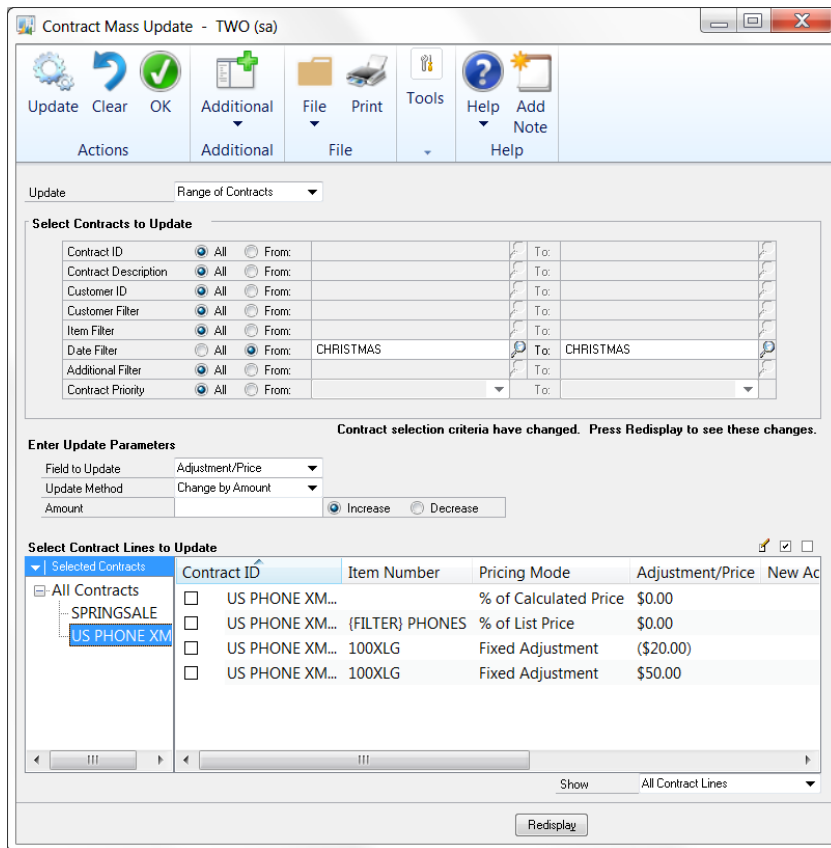 Contract Mass Update - TWO (sa)
Update Clear OK Additional File Print Tools Help Add Note
Actions Additional File Help
Update Range of Contracts
Select Contracts to Update
Contract ID All From: To:
Contract Description All From: To:
Customer ID All From: To:
Customer Filter All From: To:
Item Filter All From: To:
Date Filter All From: CHRISTMAS To: CHRISTMAS
Additional Filter All From: To:
Contract Priority All From: To:
Contract selection criteria have changed. Press Redisplay to see these changes.
Enter Update Parameters
Field to Update Adjustment/Price
Update Method Change by Amount
Amount Increase Decrease
Select Contract Lines to Update
Selected Contracts
All Contracts
SPRINGSALE
US PHONE XM
Contract ID Item Number Pricing Mode Adjustment/Price New Ac
US PHONE XM... % of Calculated Price $0.00
US PHONE XM... {FILTER} PHONES % of List Price $0.00
US PHONE XM... 100XLG Fixed Adjustment ($20.00)
US PHONE XM... 100XLG Fixed Adjustment $50.00
Show All Contract Lines
Redisplay